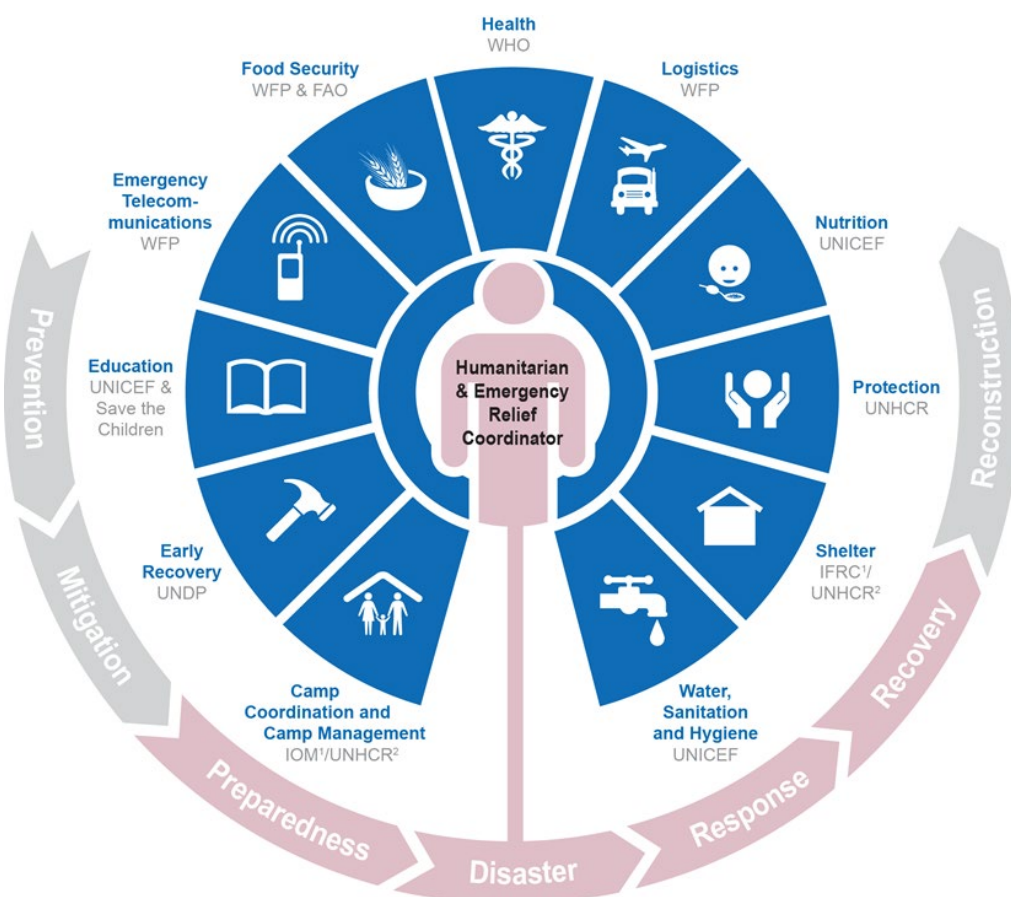 Health
WHO
Logistics
WFP
Nutrition
UNICEF
Protection
UNHCR
Shelter
IFRC¹/
UNHCR²
Water,
Sanitation
and Hygiene
UNICEF
Camp
Coordination and
Camp Management
IOM¹/UNHCR²
Early
Recovery
UNDP
Education
UNICEF &
Save the
Children
Emergency
Telecom-
munications
WFP
Food Security
WFP & FAO
Humanitarian
& Emergency
Relief
Coordinator
Prevention
Mitigation
Preparedness
Disaster
Response
Recovery
Reconstruction